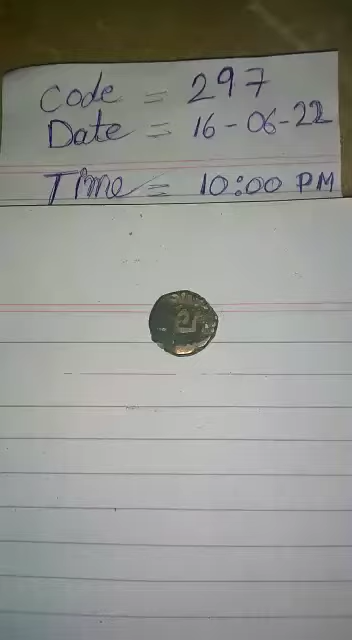 Code = 297
Date = 16-06-22
Time = 10:00 PM